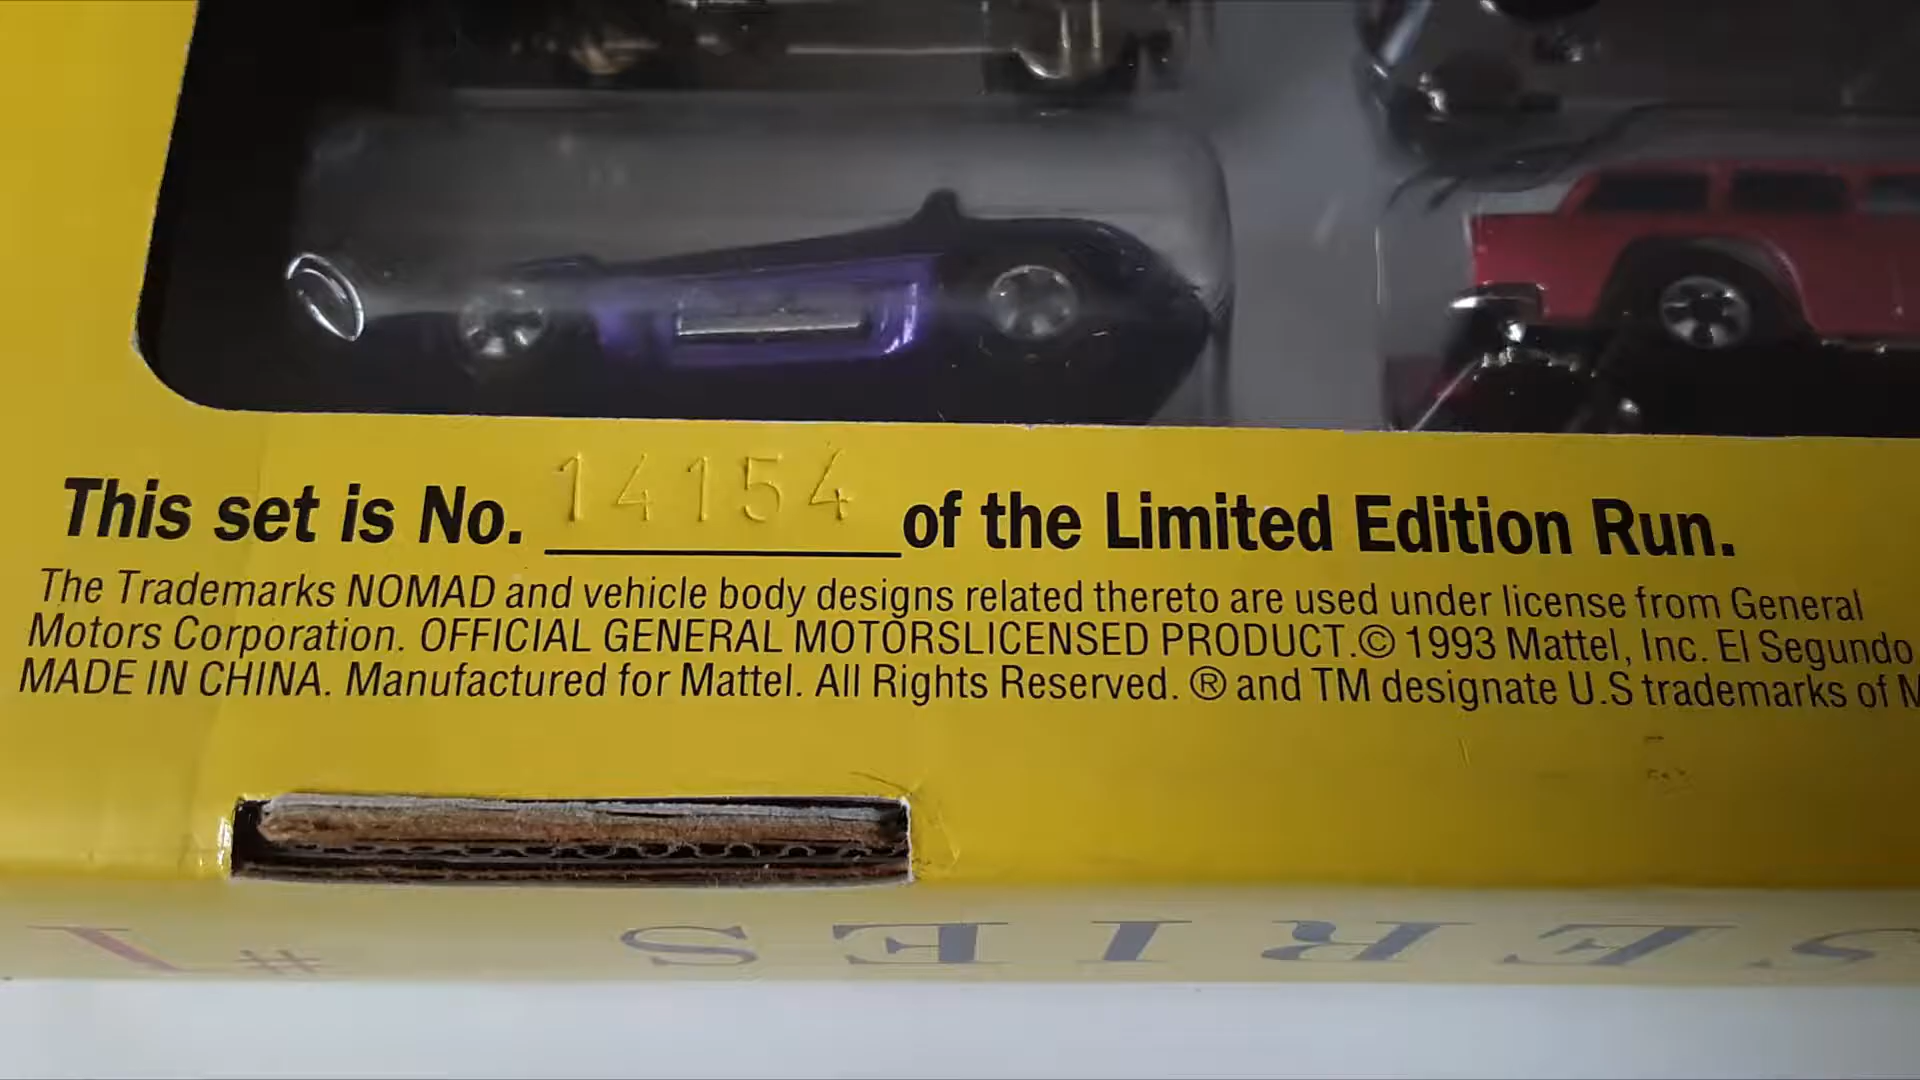 This set is No. 14154 of the Limited Edition Run.
The Trademarks NOMAD and vehicle body designs related thereto are used under license from General
Motors Corporation. OFFICIAL GENERAL MOTORSLICENSED PRODUCT.© 1993 Mattel, Inc. El Segundo,
MADE IN CHINA. Manufactured for Mattel. All Rights Reserved. ® and TM designate U.S trademarks of M
SERIES #1